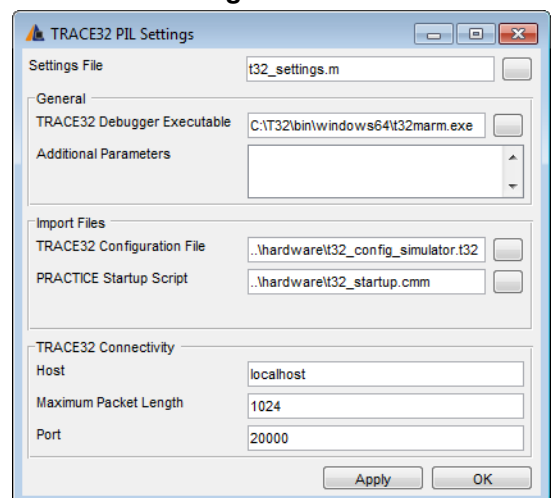 TRACE32 PIL Settings
Settings File t32_settings.m
General
TRACE32 Debugger Executable C:\T32\bin\windows64\t32marm.exe
Additional Parameters
Import Files
TRACE32 Configuration File ..\hardware\t32_config_simulator.t32
PRACTICE Startup Script ..\hardware\t32_startup.cmm
TRACE32 Connectivity
Host localhost
Maximum Packet Length 1024
Port 20000
Apply OK